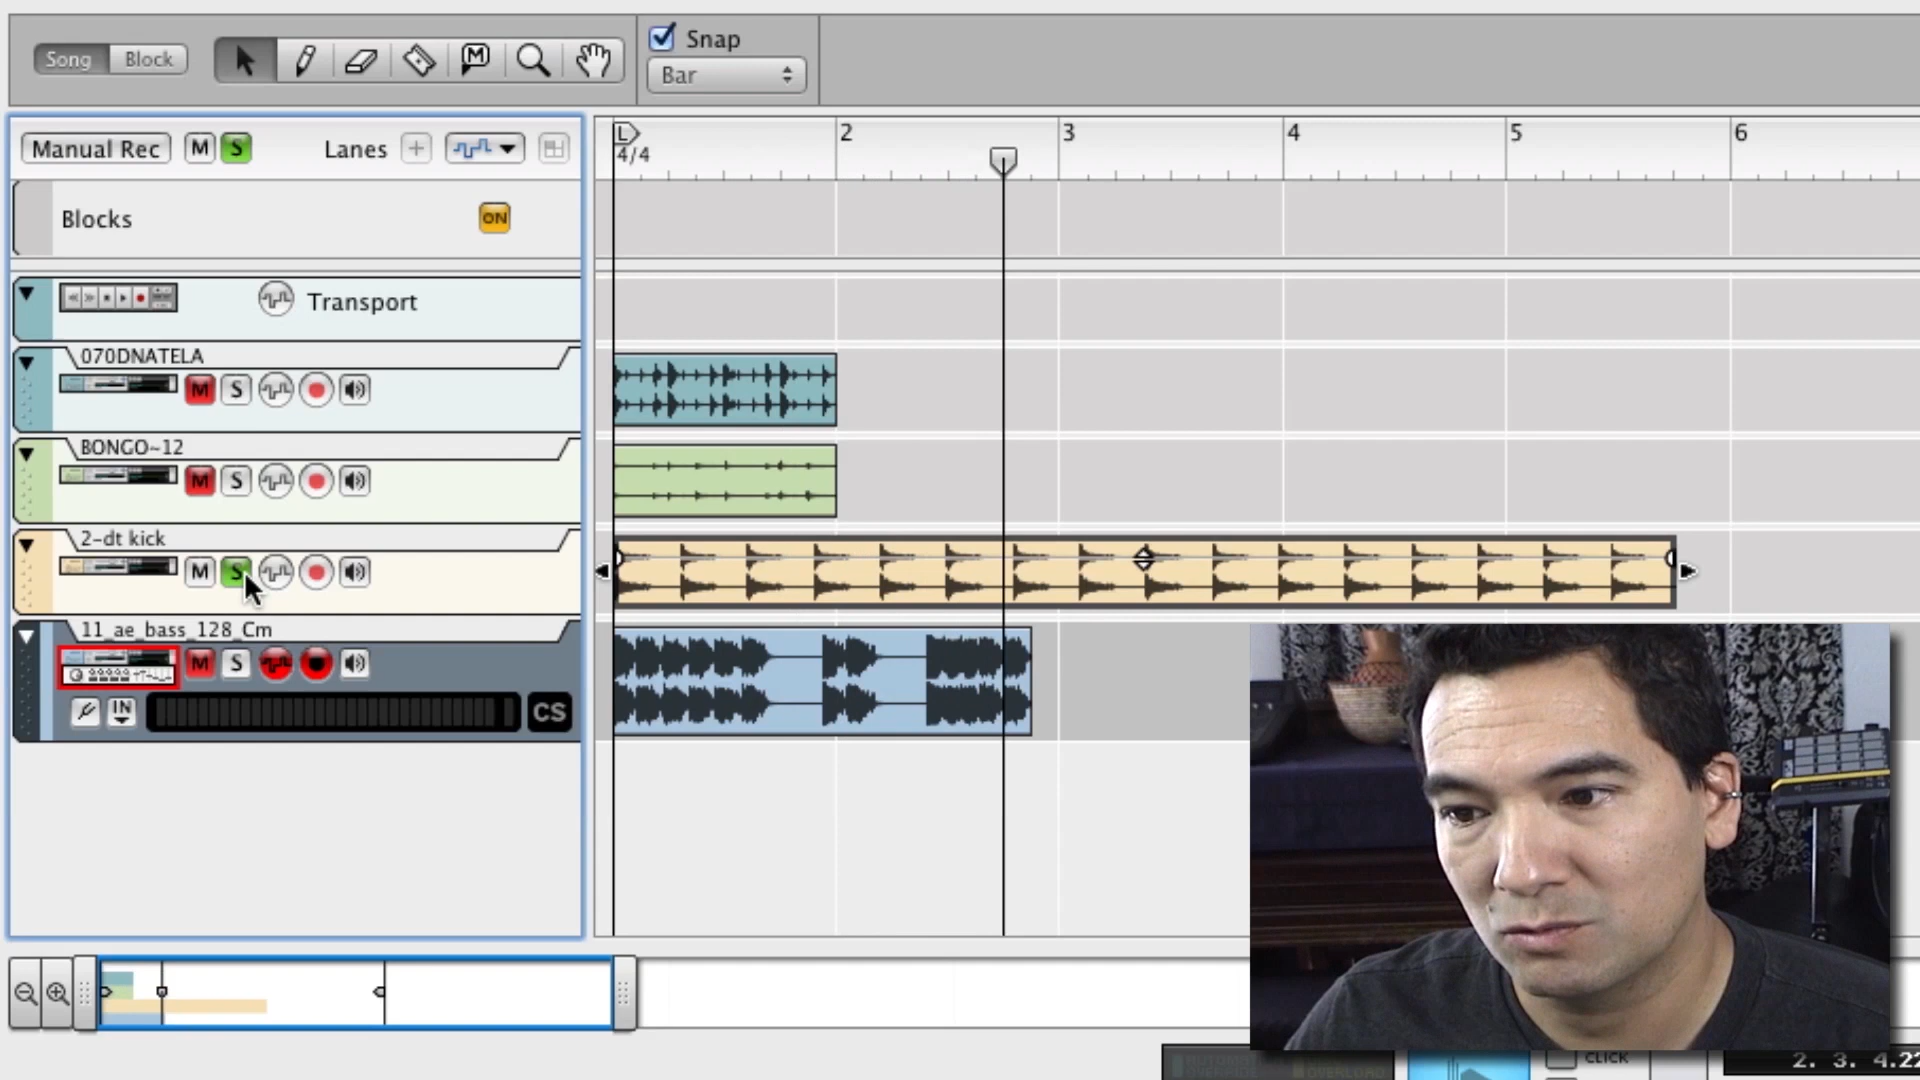 Song Block
M
Snap
Bar
Manual Rec M S Lanes +
L 2 3 4 5 6
4/4
Blocks ON
Transport
070DNATELA
M S
BONGO~12
M S
2-dt kick
M S
11_ae_bass_128_Cm
M S
IN CS
CLICK
2. 3. 4.22